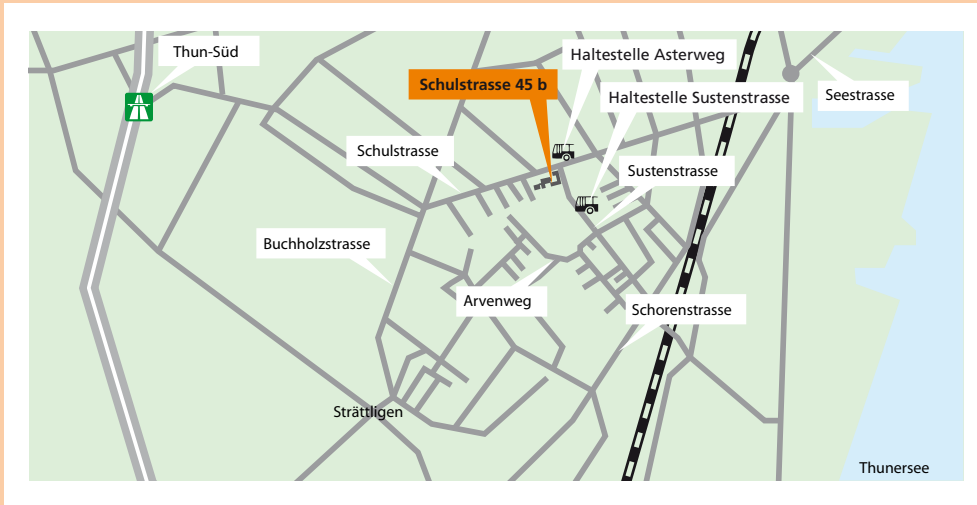 Thun-Süd
Haltestelle Asterweg
Schulstrasse 45 b
Haltestelle Sustenstrasse
Seestrasse
Schulstrasse
Sustenstrasse
Buchholzstrasse
Arvenweg
Schorenstrasse
Strättligen
Thunersee